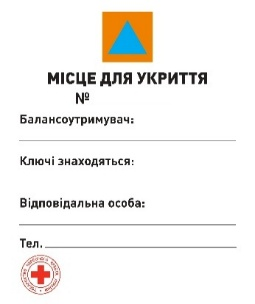 МІСЦЕ ДЛЯ УКРИТТЯ
№
Балансоутримувач:
Ключі знаходяться:
Відповідальна особа:
Тел.